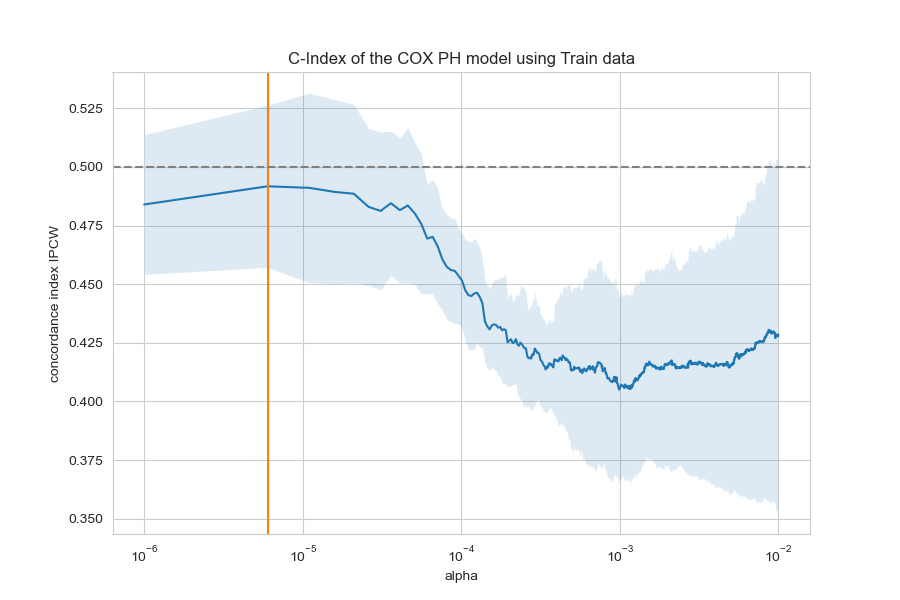 C-Index of the COX PH model using Train data
concordance index IPCW
0.525
0.500
0.475
0.450
0.425
0.400
0.375
0.350
10⁻⁶ 10⁻⁵ 10⁻⁴ 10⁻³ 10⁻²
alpha